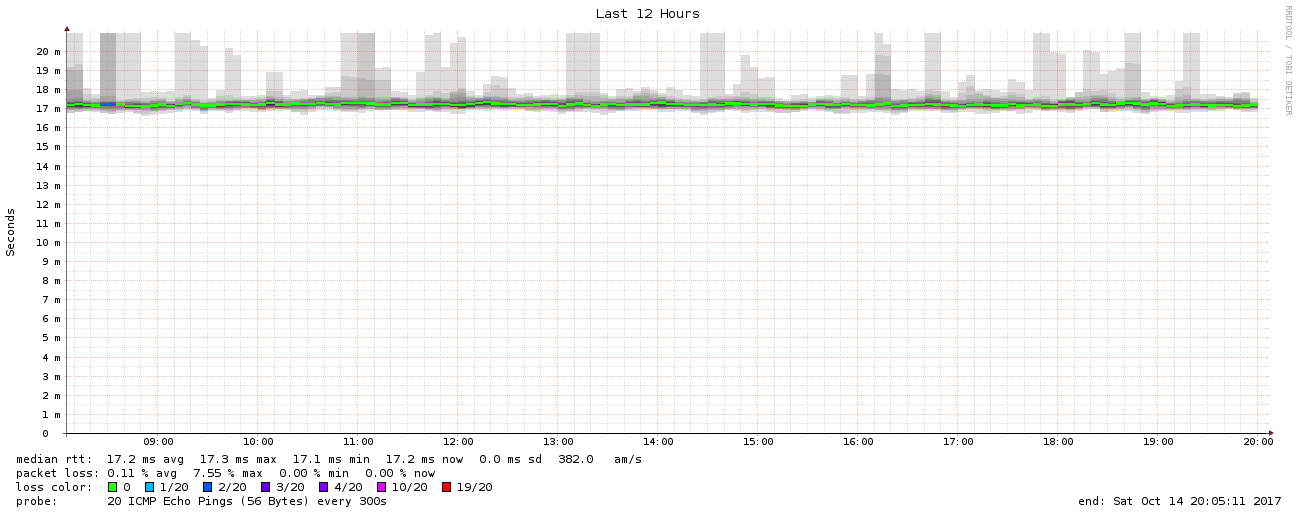 Last 12 Hours
RRDTOOL / TOBI OETIKER
Seconds
20 m
19 m
18 m
17 m
16 m
15 m
14 m
13 m
12 m
11 m
10 m
9 m
8 m
7 m
6 m
5 m
4 m
3 m
2 m
1 m
0
09:00 10:00 11:00 12:00 13:00 14:00 15:00 16:00 17:00 18:00 19:00 20:00
median rtt: 17.2 ms avg 17.3 ms max 17.1 ms min 17.2 ms now 0.0 ms sd 382.0 am/s
packet loss: 0.11 % avg 7.55 % max 0.00 % min 0.00 % now
loss color: 0 1/20 2/20 3/20 4/20 10/20 19/20
probe: 20 ICMP Echo Pings (56 Bytes) every 300s end: Sat Oct 14 20:05:11 2017